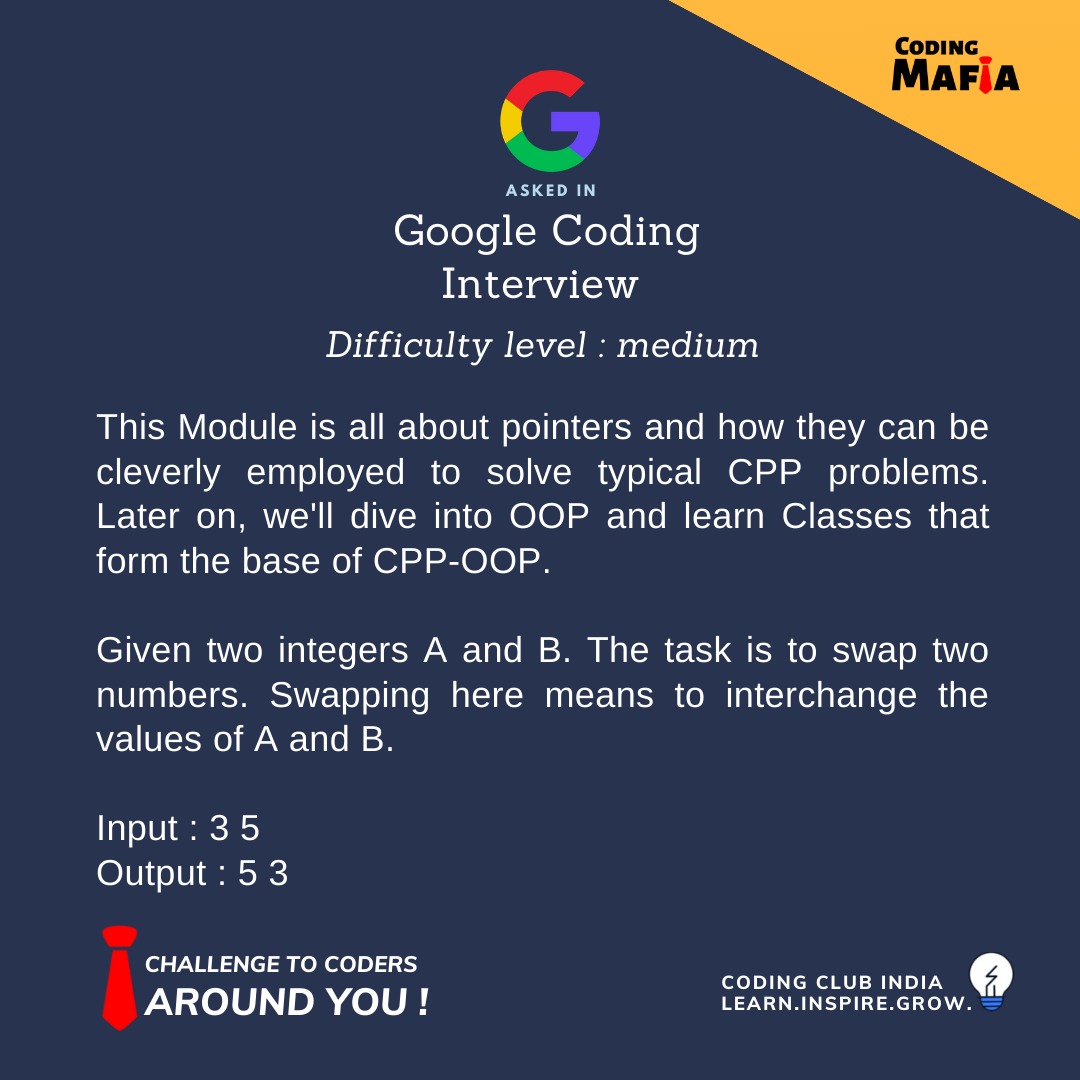 CODING
MAFIA
ASKED IN
Google Coding
Interview
Difficulty level : medium
This Module is all about pointers and how they can be
cleverly employed to solve typical CPP problems.
Later on, we'll dive into OOP and learn Classes that
form the base of CPP-OOP.
Given two integers A and B. The task is to swap two
numbers. Swapping here means to interchange the
values of A and B.
Input : 3 5
Output : 5 3
CHALLENGE TO CODERS
AROUND YOU !
CODING CLUB INDIA
LEARN.INSPIRE.GROW.